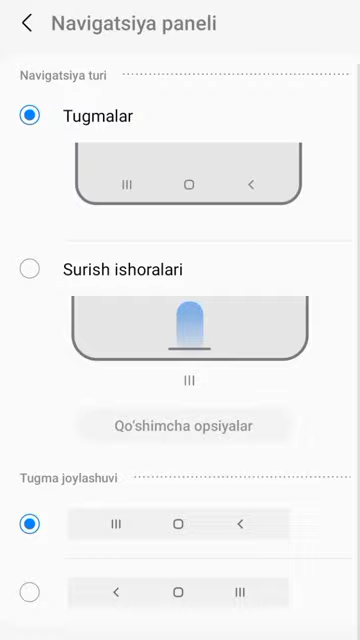 Navigatsiya paneli
Navigatsiya turi
Tugmalar
Surish ishoralari
Qo'shimcha opsiyalar
Tugma joylashuvi